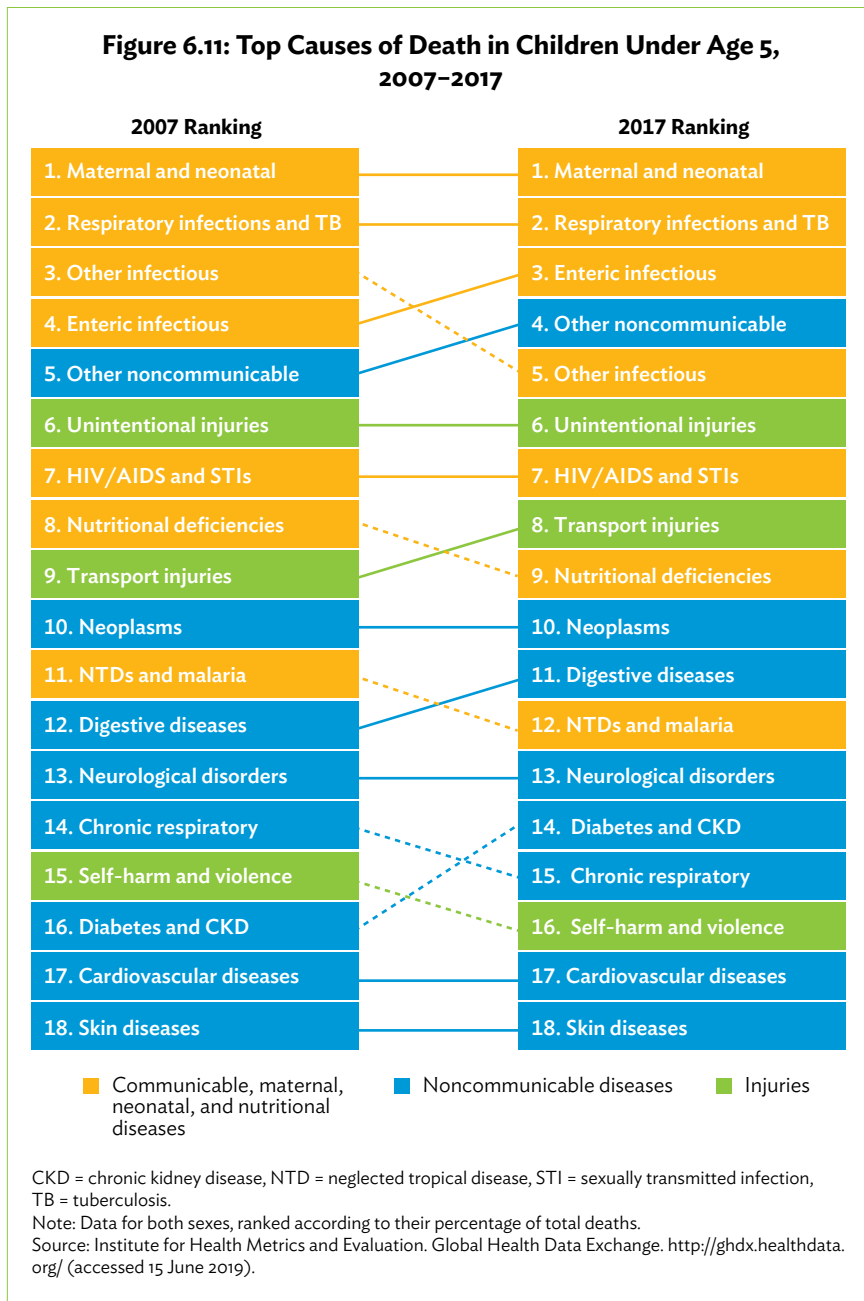 Figure 6.11: Top Causes of Death in Children Under Age 5,
2007–2017
2007 Ranking
1. Maternal and neonatal
2. Respiratory infections and TB
3. Other infectious
4. Enteric infectious
5. Other noncommunicable
6. Unintentional injuries
7. HIV/AIDS and STIs
8. Nutritional deficiencies
9. Transport injuries
10. Neoplasms
11. NTDs and malaria
12. Digestive diseases
13. Neurological disorders
14. Chronic respiratory
15. Self-harm and violence
16. Diabetes and CKD
17. Cardiovascular diseases
18. Skin diseases
2017 Ranking
1. Maternal and neonatal
2. Respiratory infections and TB
3. Enteric infectious
4. Other noncommunicable
5. Other infectious
6. Unintentional injuries
7. HIV/AIDS and STIs
8. Transport injuries
9. Nutritional deficiencies
10. Neoplasms
11. Digestive diseases
12. NTDs and malaria
13. Neurological disorders
14. Diabetes and CKD
15. Chronic respiratory
16. Self-harm and violence
17. Cardiovascular diseases
18. Skin diseases
Communicable, maternal,
neonatal, and nutritional
diseases
Noncommunicable diseases
Injuries
CKD = chronic kidney disease, NTD = neglected tropical disease, STI = sexually transmitted infection,
TB = tuberculosis.
Note: Data for both sexes, ranked according to their percentage of total deaths.
Source: Institute for Health Metrics and Evaluation. Global Health Data Exchange. http://ghdx.healthdata.
org/ (accessed 15 June 2019).